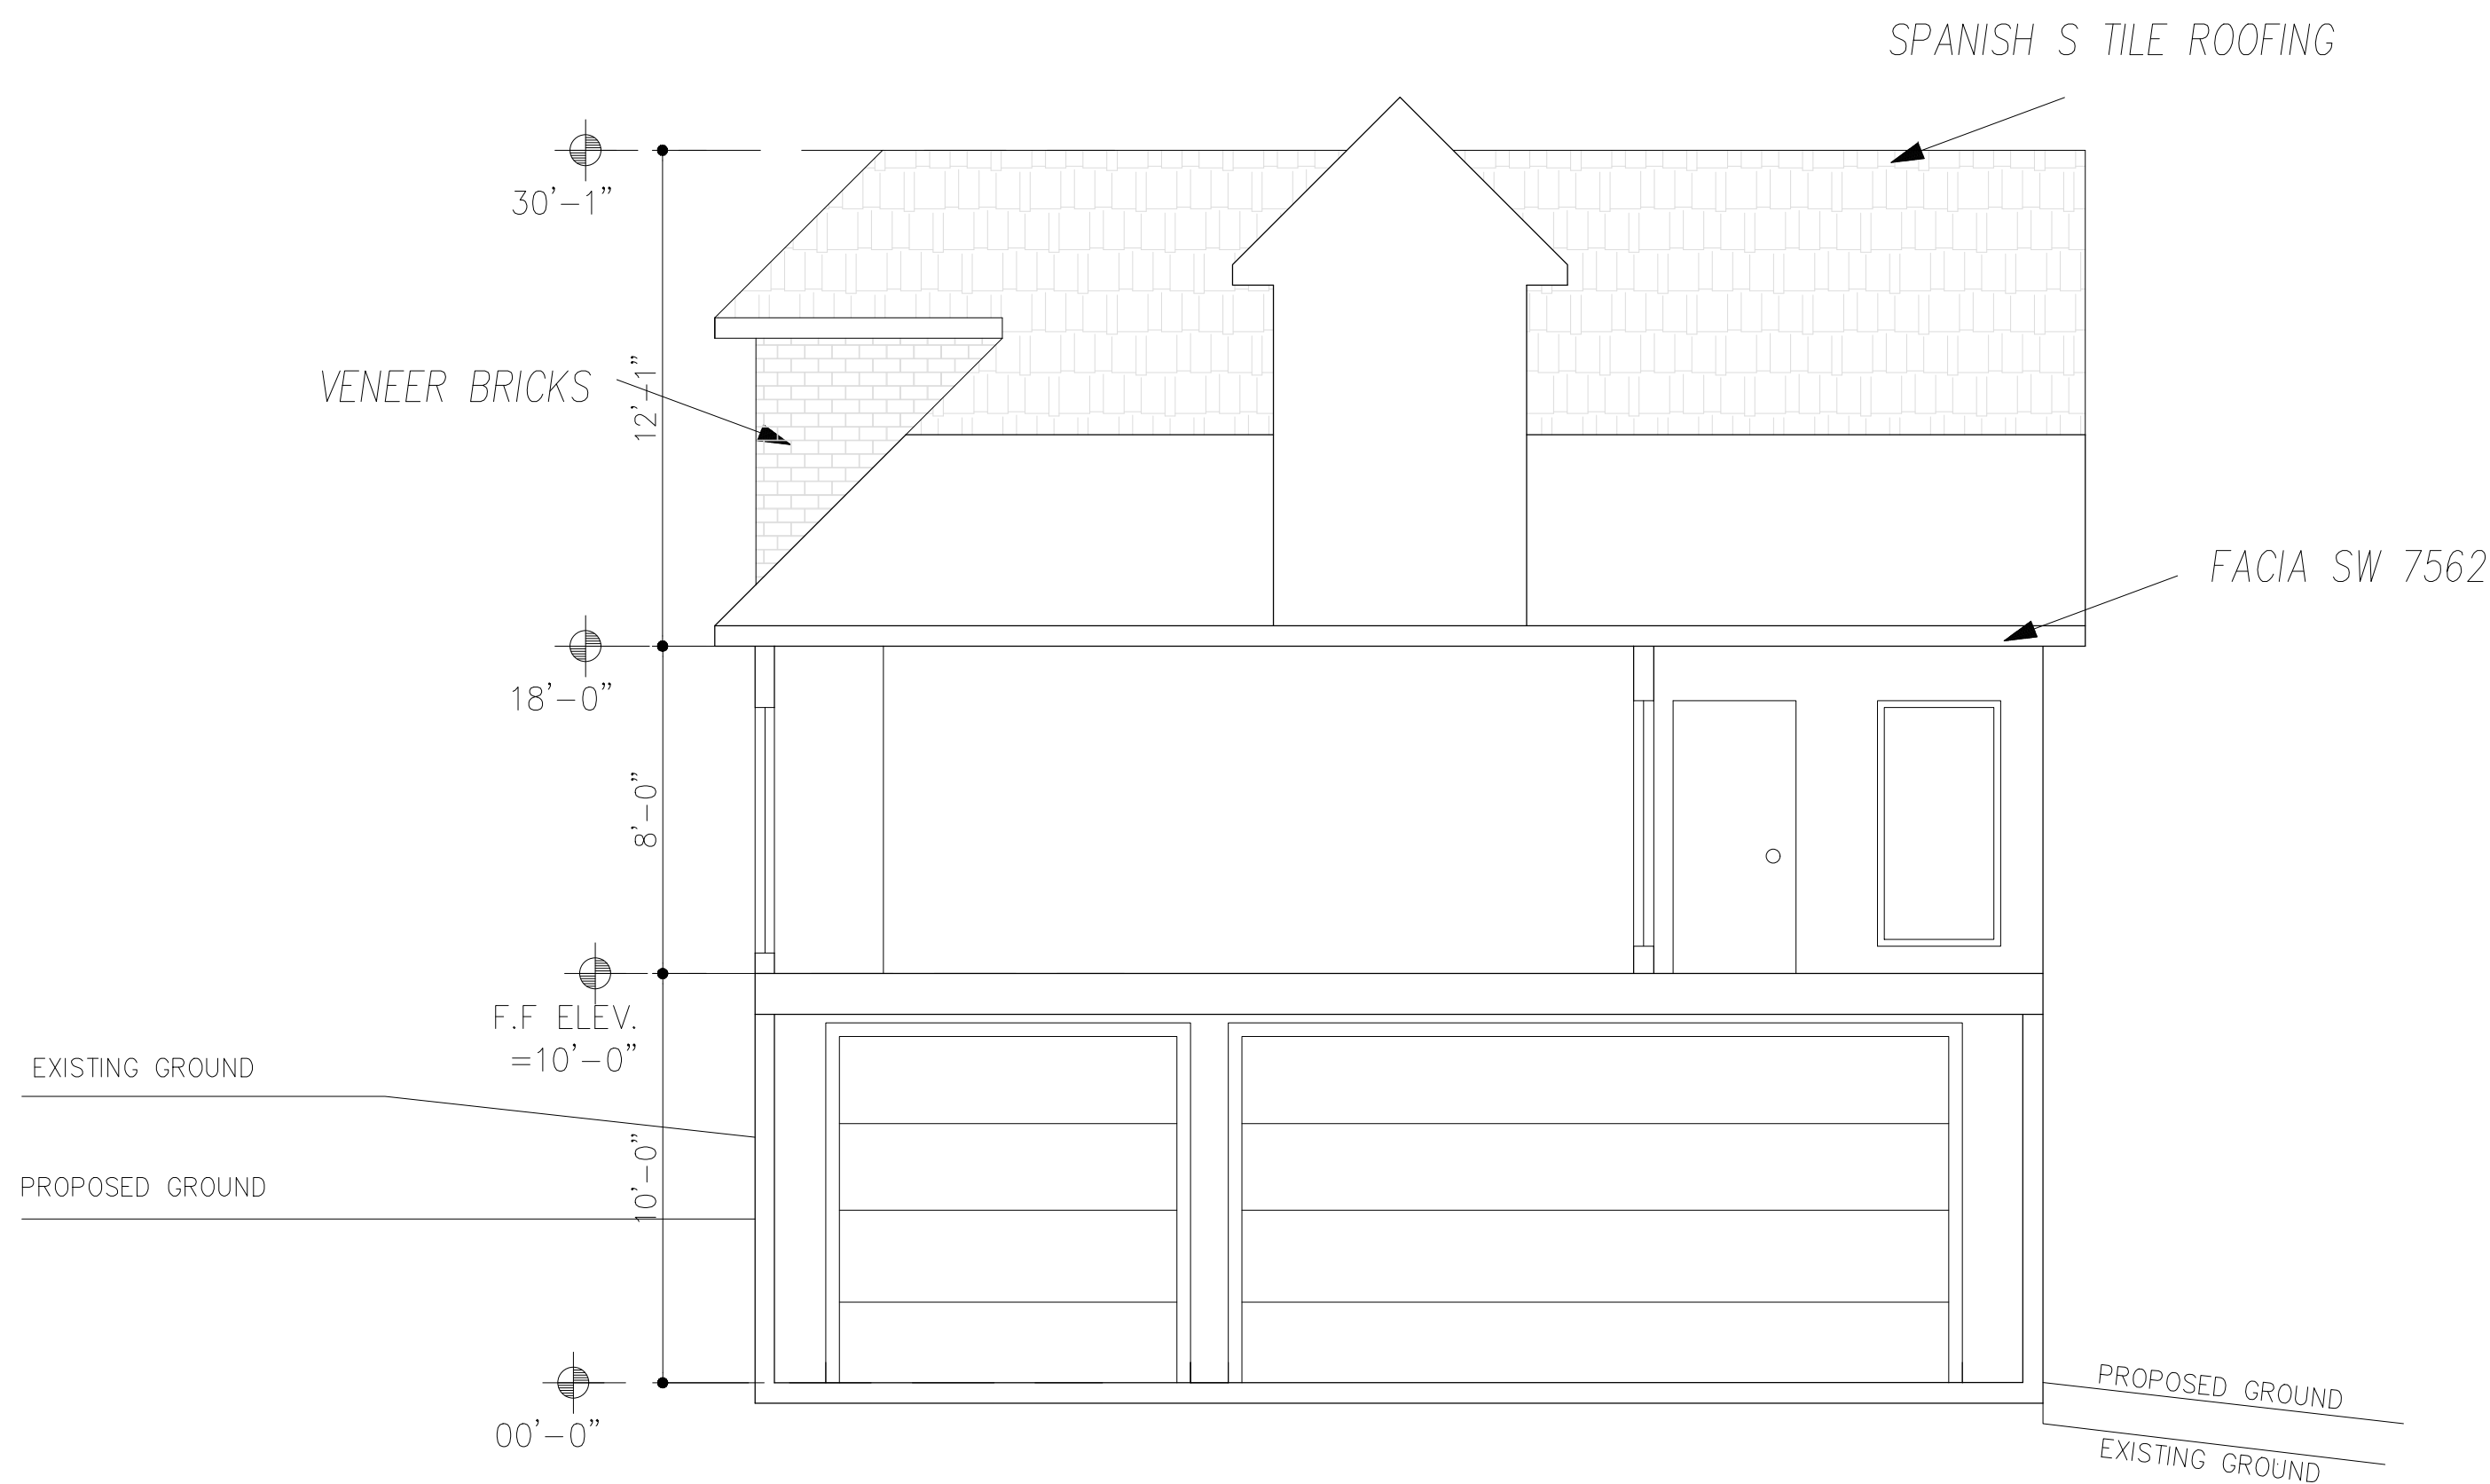 SPANISH S TILE ROOFING
30'-1"
VENEER BRICKS
12'-1"
FACIA SW 7562
18'-0"
8'-0"
F.F ELEV.
=10'-0"
EXISTING GROUND
PROPOSED GROUND
10'-0"
PROPOSED GROUND
00'-0"
EXISTING GROUND